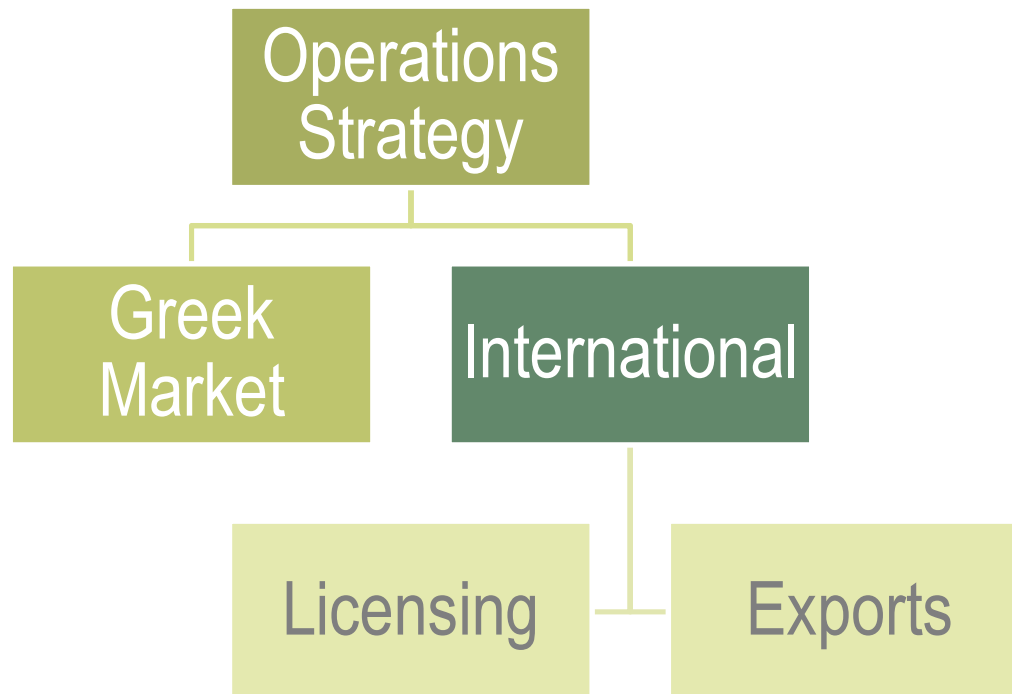 Operations
Strategy
Greek
Market
International
Licensing
Exports